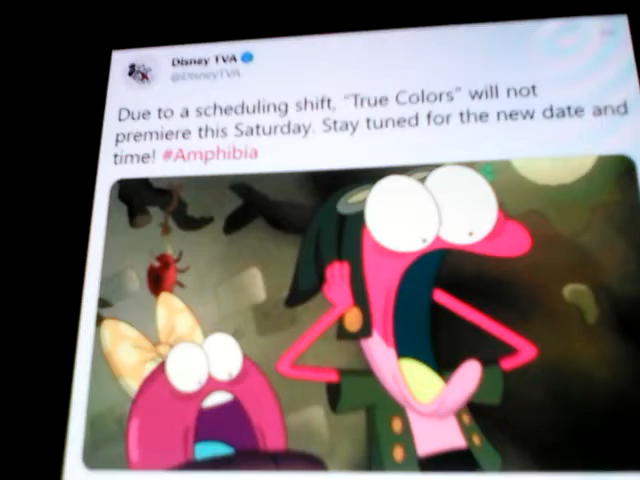 Disney TVA
@DisneyTVA
Due to a scheduling shift, "True Colors" will not
premiere this Saturday. Stay tuned for the new date and
time! #Amphibia